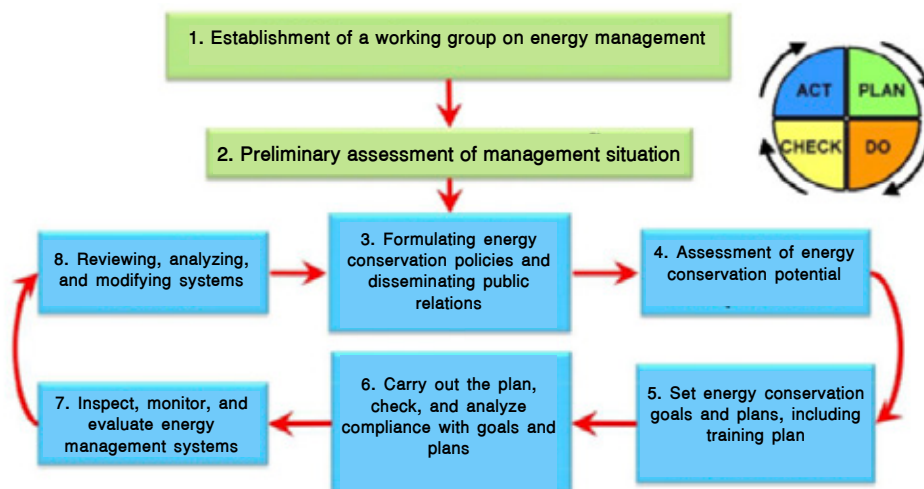 1. Establishment of a working group on energy management
ACT
PLAN
CHECK
DO
2. Preliminary assessment of management situation
8. Reviewing, analyzing,
and modifying systems
3. Formulating energy
conservation policies and
disseminating public
relations
4. Assessment of energy
conservation potential
7. Inspect, monitor, and
evaluate energy
management systems
6. Carry out the plan,
check, and analyze
compliance with goals and
plans
5. Set energy conservation
goals and plans, including
training plan